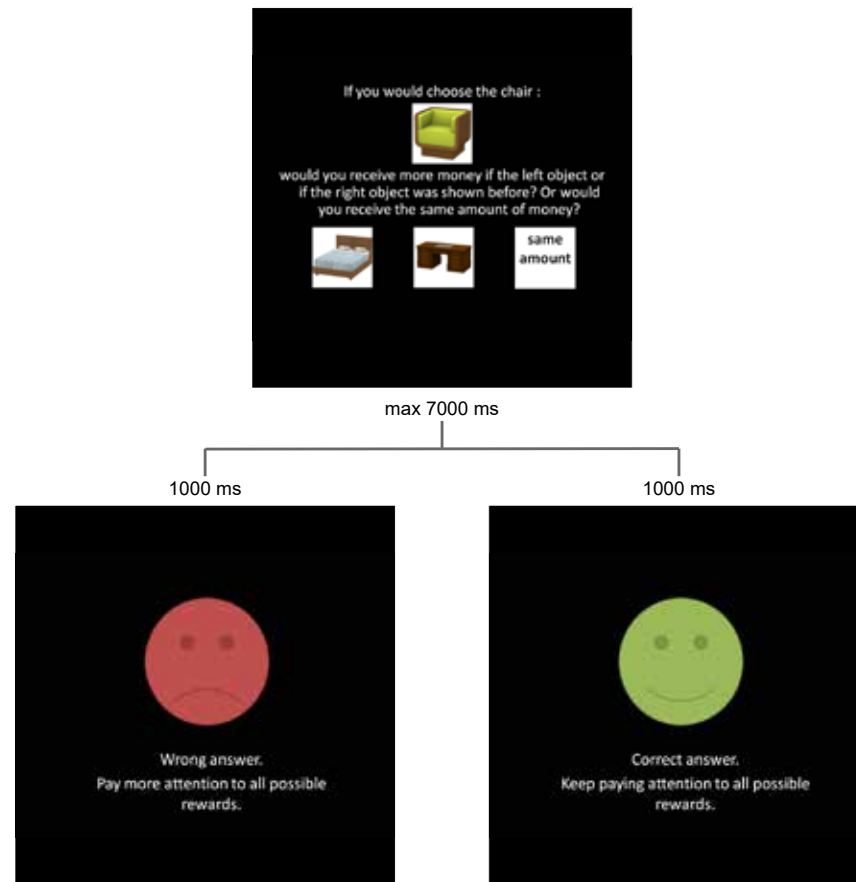 If you would choose the chair :
would you receive more money if the left object or
if the right object was shown before? Or would
you receive the same amount of money?
same
amount
max 7000 ms
1000 ms
1000 ms
Wrong answer.
Pay more attention to all possible
rewards.
Correct answer.
Keep paying attention to all possible
rewards.